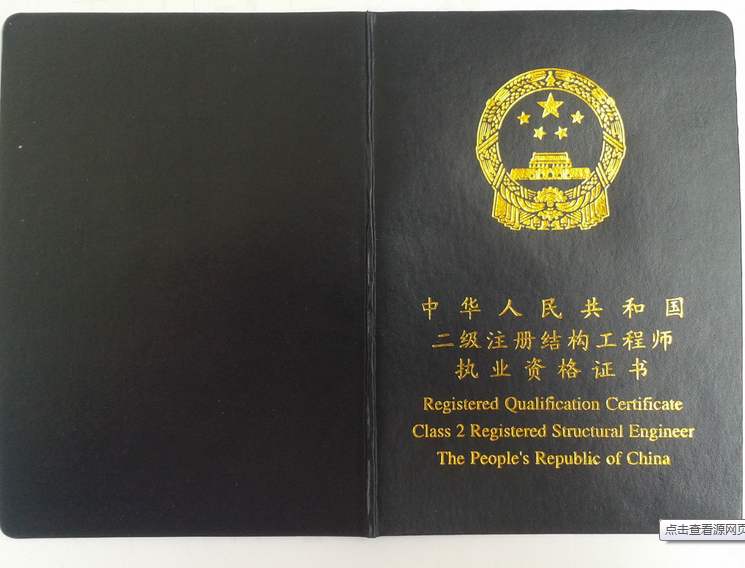 中华人民共和国
二级注册结构工程师
执业资格证书
Registered Qualification Certificate
Class 2 Registered Structural Engineer
The People's Republic of China
点击查看源网页